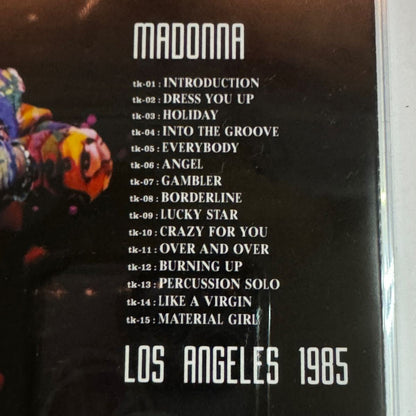 MADONNA
tk-01 : INTRODUCTION
tk-02 : DRESS YOU UP
tk-03 : HOLIDAY
tk-04 : INTO THE GROOVE
tk-05 : EVERYBODY
tk-06 : ANGEL
tk-07 : GAMBLER
tk-08 : BORDERLINE
tk-09 : LUCKY STAR
tk-10 : CRAZY FOR YOU
tk-11 : OVER AND OVER
tk-12 : BURNING UP
tk-13 : PERCUSSION SOLO
tk-14 : LIKE A VIRGIN
tk-15 : MATERIAL GIRL
LOS ANGELES 1985